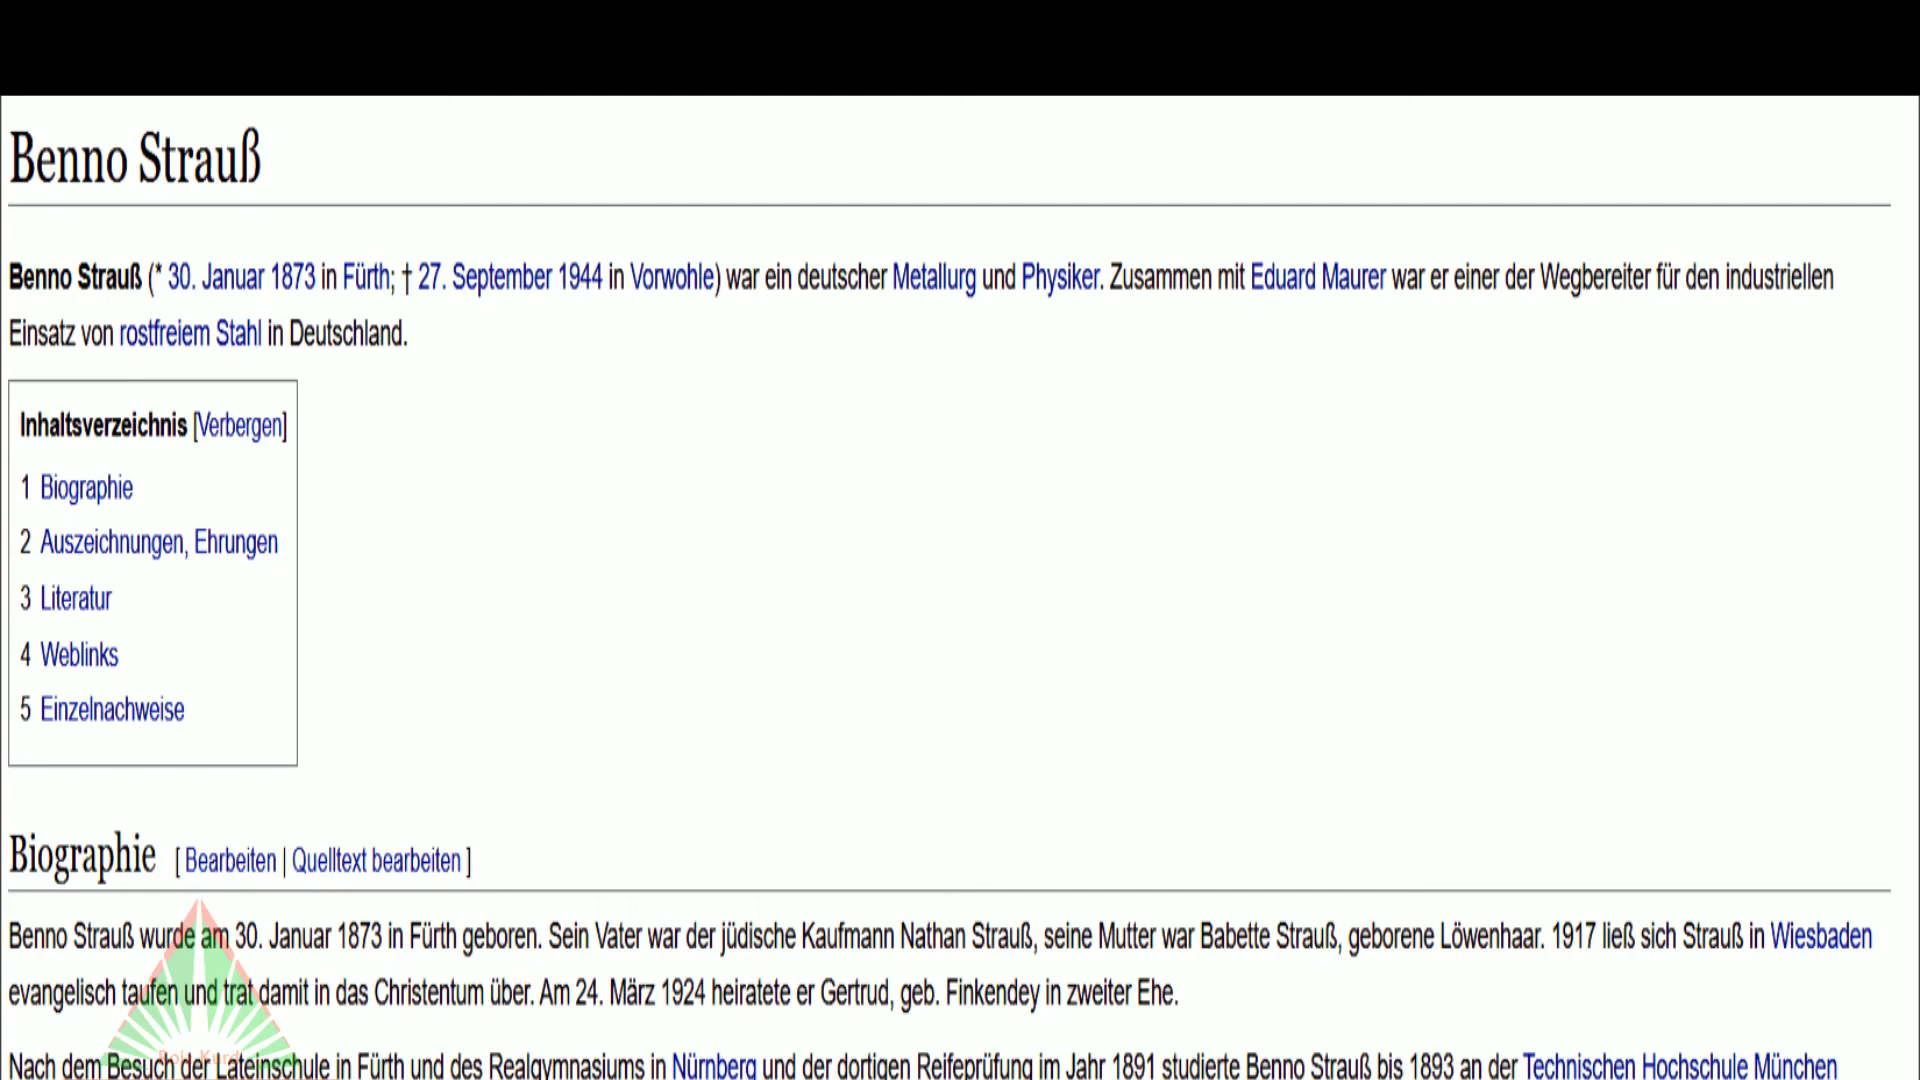 Benno Strauß
Benno Strauß (* 30. Januar 1873 in Fürth; † 27. September 1944 in Vorwohle) war ein deutscher Metallurg und Physiker. Zusammen mit Eduard Maurer war er einer der Wegbereiter für den industriellen
Einsatz von rostfreiem Stahl in Deutschland.
Inhaltsverzeichnis [Verbergen]
1 Biographie
2 Auszeichnungen, Ehrungen
3 Literatur
4 Weblinks
5 Einzelnachweise
Biographie [ Bearbeiten | Quelltext bearbeiten ]
Benno Strauß wurde am 30. Januar 1873 in Fürth geboren. Sein Vater war der jüdische Kaufmann Nathan Strauß, seine Mutter war Babette Strauß, geborene Löwenhaar. 1917 ließ sich Strauß in Wiesbaden
evangelisch taufen und trat damit in das Christentum über. Am 24. März 1924 heiratete er Gertrud, geb. Finkendey in zweiter Ehe.
Nach dem Besuch der Lateinschule in Fürth und des Realgymnasiums in Nürnberg und der dortigen Reifeprüfung im Jahr 1891 studierte Benno Strauß bis 1893 an der Technischen Hochschule München